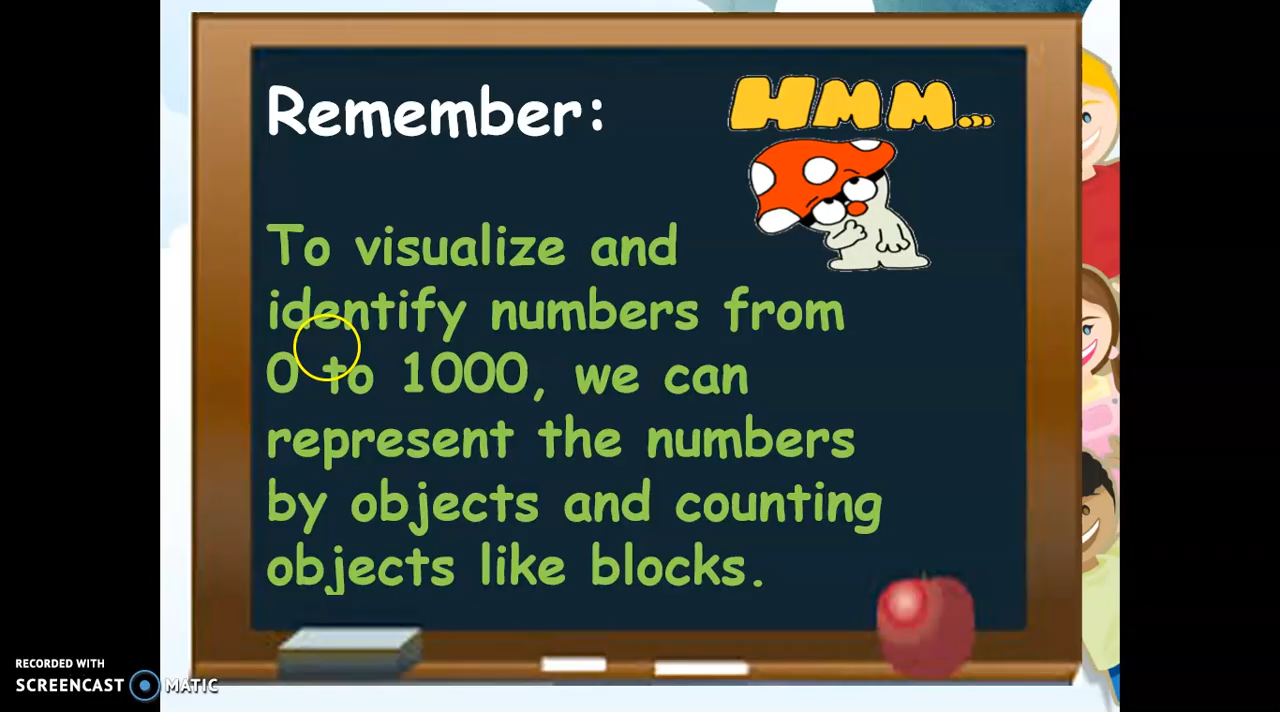 Remember:
HMM...
To visualize and
identify numbers from
0 to 1000, we can
represent the numbers
by objects and counting
objects like blocks.
RECORDED WITH
SCREENCAST MATIC